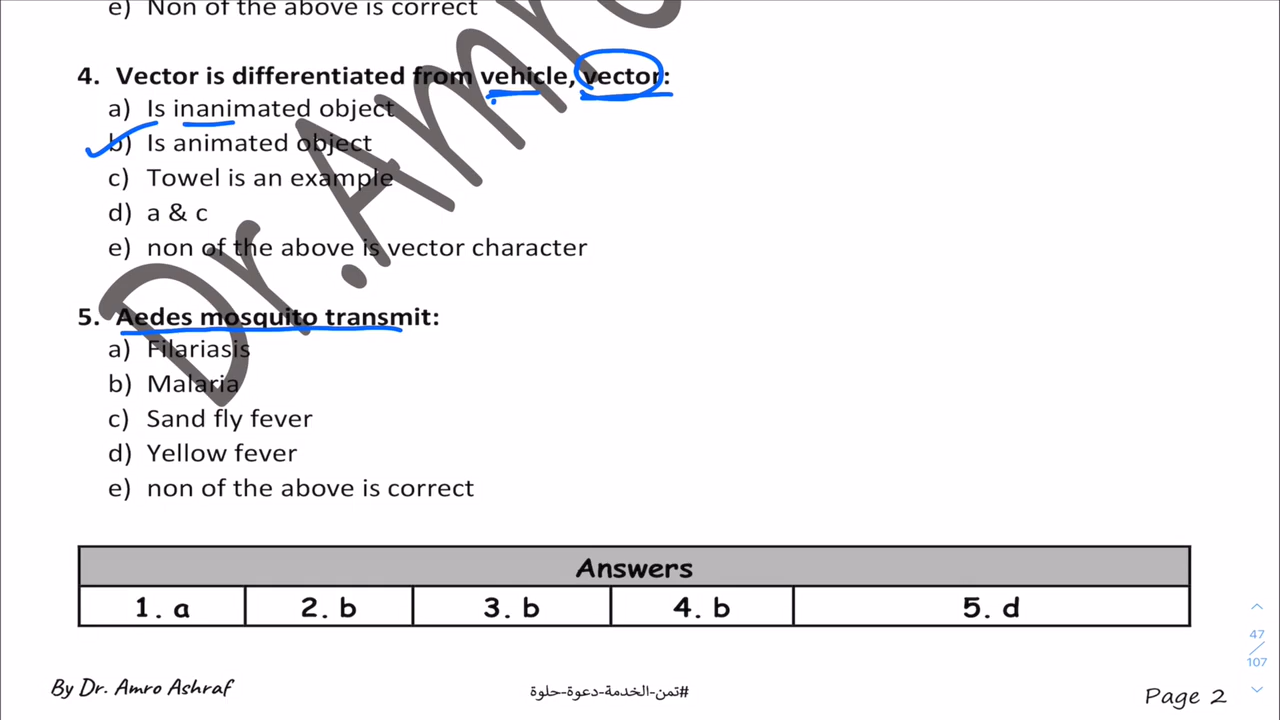 e) Non of the above is correct
4. Vector is differentiated from vehicle, vector:
a) Is inanimated object
b) Is animated object
c) Towel is an example
d) a & c
e) non of the above is vector character
5. Aedes mosquito transmit:
a) Filariasis
b) Malaria
c) Sand fly fever
d) Yellow fever
e) non of the above is correct
Answers
1. a 2. b 3. b 4. b 5. d
By Dr. Amro Ashraf
#تمن-الخدمة-دعوة-حلوة
Page 2
47
107
Dr.Amro